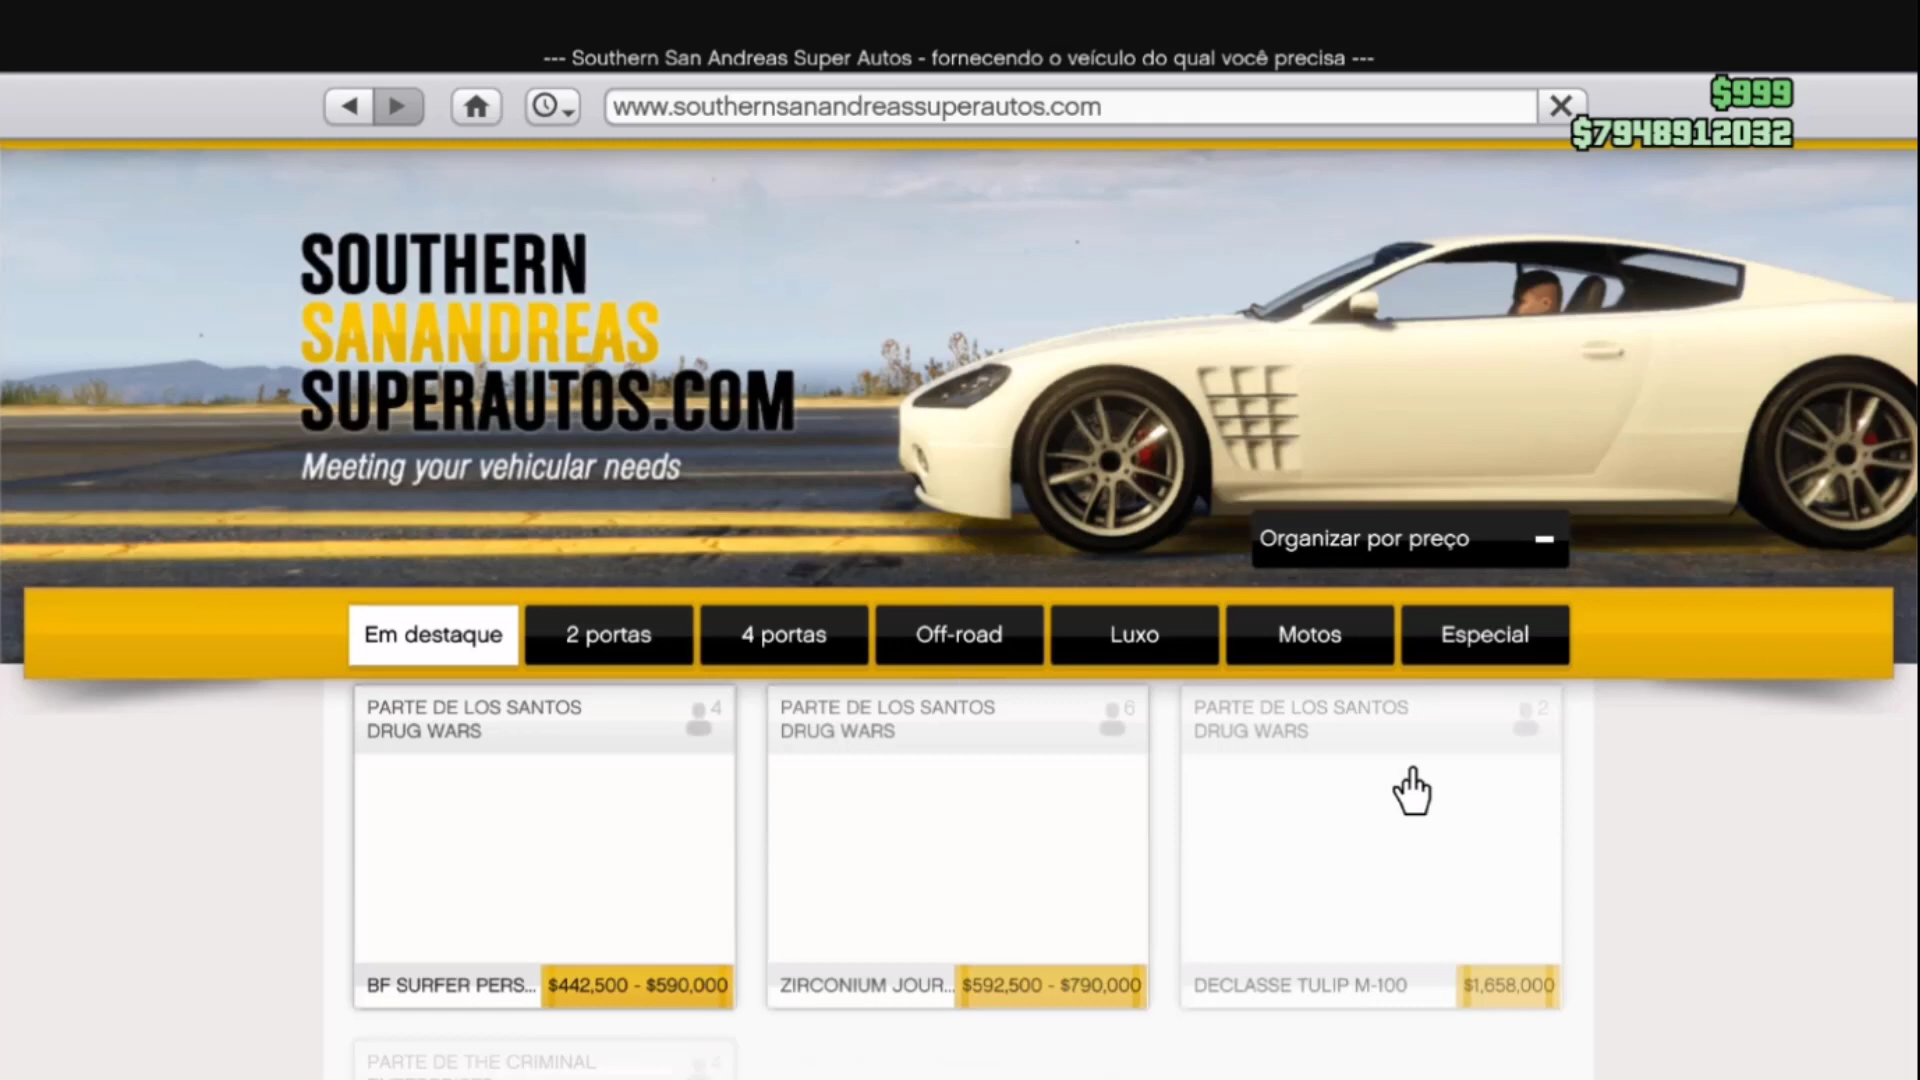 --- Southern San Andreas Super Autos - fornecendo o veículo do qual você precisa ---
www.southernsanandreassuperautos.com
$999
$7948912032
SOUTHERN
SANANDREAS
SUPERAUTOS.COM
Meeting your vehicular needs
Organizar por preço
Em destaque
2 portas
4 portas
Off-road
Luxo
Motos
Especial
PARTE DE LOS SANTOS
DRUG WARS
4
PARTE DE LOS SANTOS
DRUG WARS
6
PARTE DE LOS SANTOS
DRUG WARS
2
BF SURFER PERS...
$442,500 - $590,000
ZIRCONIUM JOUR...
$592,500 - $790,000
DECLASSE TULIP M-100
$1,658,000
PARTE DE THE CRIMINAL
4